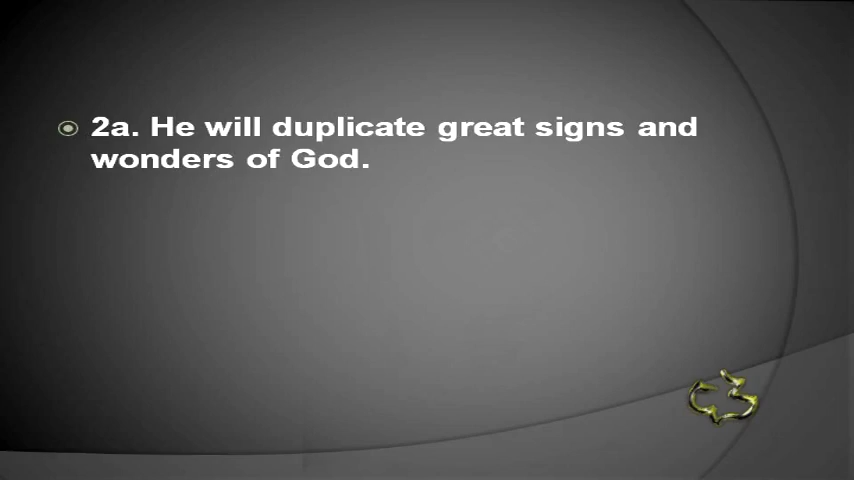 2a. He will duplicate great signs and
wonders of God.